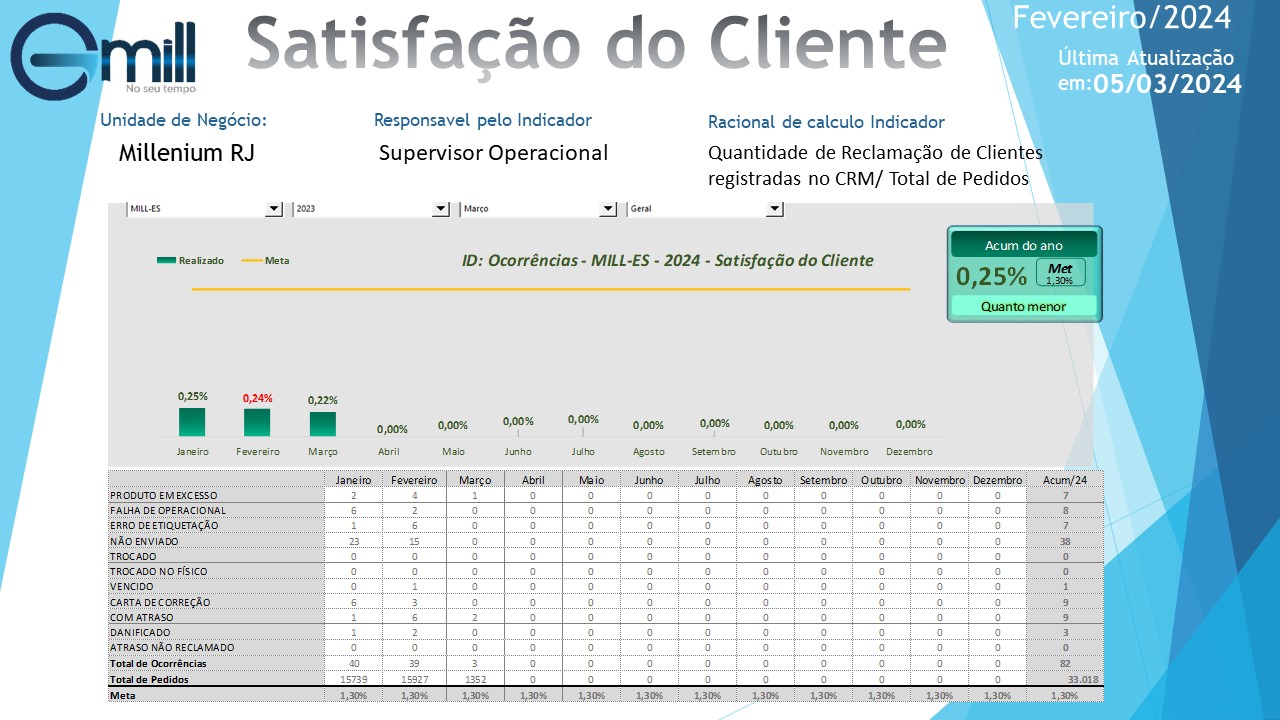 Gmill
No seu tempo
Satisfação do Cliente
Fevereiro/2024
Última Atualização
em:05/03/2024
Unidade de Negócio:
Responsavel pelo Indicador
Racional de calculo Indicador
Millenium RJ
Supervisor Operacional
Quantidade de Reclamação de Clientes
registradas no CRM/ Total de Pedidos
MILL-ES 2023 Março Geral
Realizado Meta
ID: Ocorrências - MILL-ES - 2024 - Satisfação do Cliente
Acum do ano
0,25% Met
1,30%
Quanto menor
0,25% 0,24% 0,22% 0,00% 0,00% 0,00% 0,00% 0,00% 0,00% 0,00% 0,00% 0,00%
Janeiro Fevereiro Março Abril Maio Junho Julho Agosto Setembro Outubro Novembro Dezembro
Janeiro Fevereiro Março Abril Maio Junho Julho Agosto Setembro Outubro Novembro Dezembro Acum/24
PRODUTO EM EXCESSO 2 4 1 0 0 0 0 0 0 0 0 0 7
FALHA DE OPERACIONAL 6 2 0 0 0 0 0 0 0 0 0 0 8
ERRO DE ETIQUETAÇÃO 1 6 0 0 0 0 0 0 0 0 0 0 7
NÃO ENVIADO 23 15 0 0 0 0 0 0 0 0 0 0 38
TROCADO 0 0 0 0 0 0 0 0 0 0 0 0 0
TROCADO NO FÍSICO 0 0 0 0 0 0 0 0 0 0 0 0 0
VENCIDO 0 1 0 0 0 0 0 0 0 0 0 0 1
CARTA DE CORREÇÃO 6 3 0 0 0 0 0 0 0 0 0 0 9
COM ATRASO 1 6 2 0 0 0 0 0 0 0 0 0 9
DANIFICADO 1 2 0 0 0 0 0 0 0 0 0 0 3
ATRASO NÃO RECLAMADO 0 0 0 0 0 0 0 0 0 0 0 0 0
Total de Ocorrências 40 39 3 0 0 0 0 0 0 0 0 0 82
Total de Pedidos 15739 15927 1352 0 0 0 0 0 0 0 0 0 33.018
Meta 1,30% 1,30% 1,30% 1,30% 1,30% 1,30% 1,30% 1,30% 1,30% 1,30% 1,30% 1,30% 1,30%